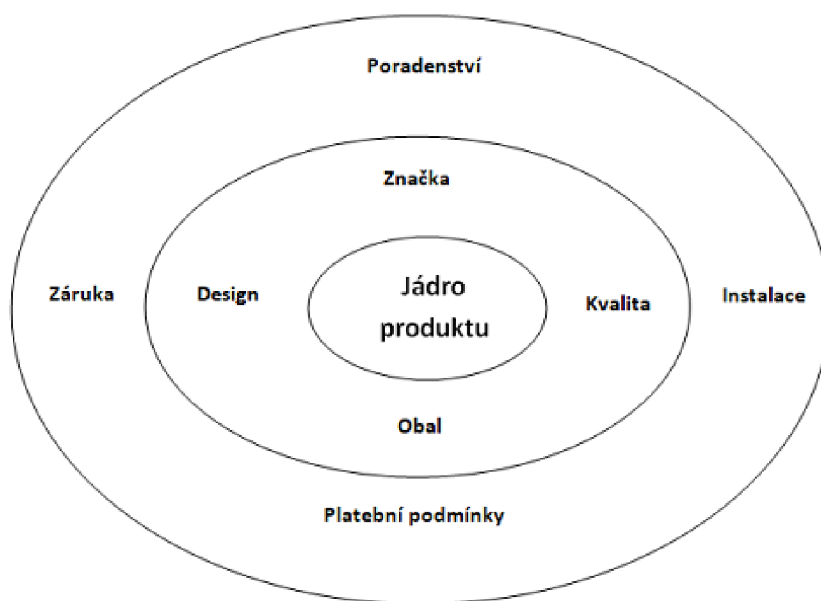 Poradenství
Značka
Záruka
Design
Jádro
produktu
Kvalita
Instalace
Obal
Platební podmínky